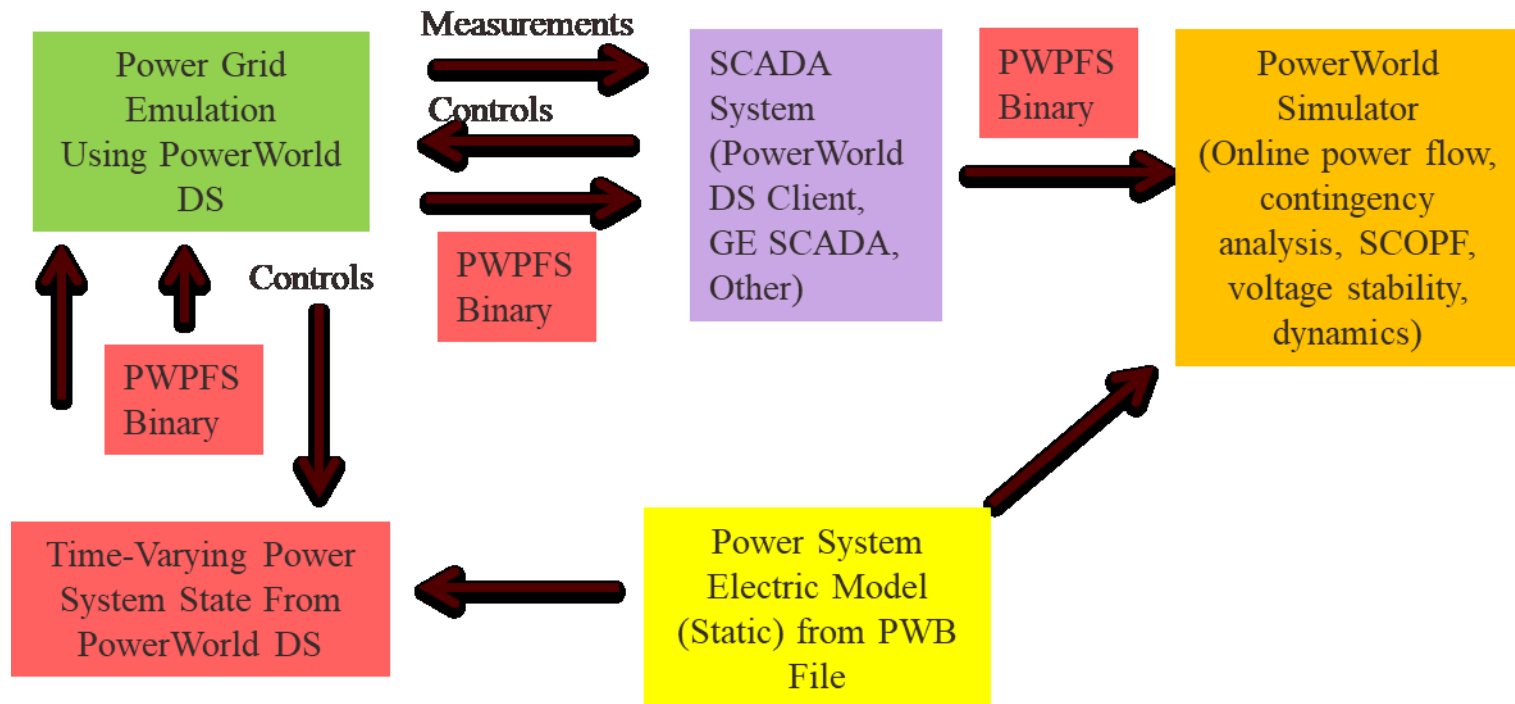 Power Grid
Emulation
Using PowerWorld
DS
Measurements
Controls
PWPFS
Binary
SCADA
System
(PowerWorld
DS Client,
GE SCADA,
Other)
PWPFS
Binary
PowerWorld
Simulator
(Online power flow,
contingency
analysis, SCOPF,
voltage stability,
dynamics)
Controls
PWPFS
Binary
Time-Varying Power
System State From
PowerWorld DS
Power System
Electric Model
(Static) from PWB
File